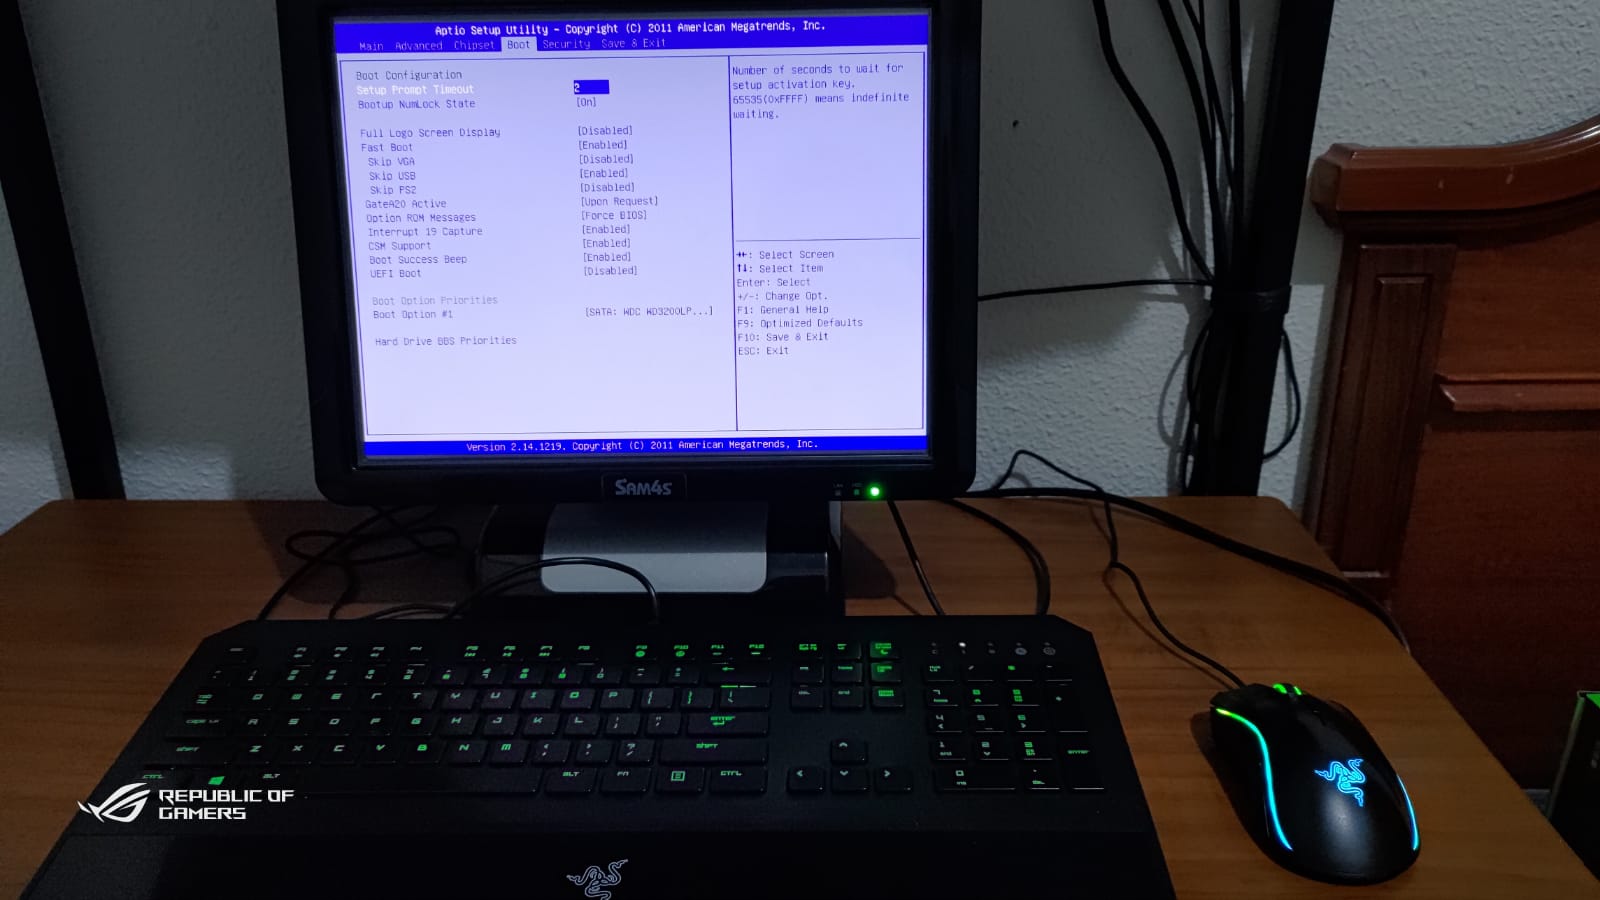 Aptio Setup Utility - Copyright (C) 2011 American Megatrends, Inc.
Main Advanced Chipset Boot Security Save & Exit
Boot Configuration
Setup Prompt Timeout 2
Bootup NumLock State [On]
Full Logo Screen Display [Disabled]
Fast Boot [Enabled]
Skip VGA [Disabled]
Skip USB [Enabled]
Skip PS2 [Disabled]
GateA20 Active [Upon Request]
Option ROM Messages [Force BIOS]
Interrupt 19 Capture [Enabled]
CSM Support [Enabled]
Boot Success Beep [Enabled]
UEFI Boot [Disabled]
Boot Option Priorities
Boot Option #1 [SATA: WDC WD3200LP...]
Hard Drive BBS Priorities
Number of seconds to wait for
setup activation key.
65535(0xFFFF) means indefinite
waiting.
→←: Select Screen
↑↓: Select Item
Enter: Select
+/-: Change Opt.
F1: General Help
F9: Optimized Defaults
F10: Save & Exit
ESC: Exit
Version 2.14.1219. Copyright (C) 2011 American Megatrends, Inc.
SAM4S
REPUBLIC OF
GAMERS